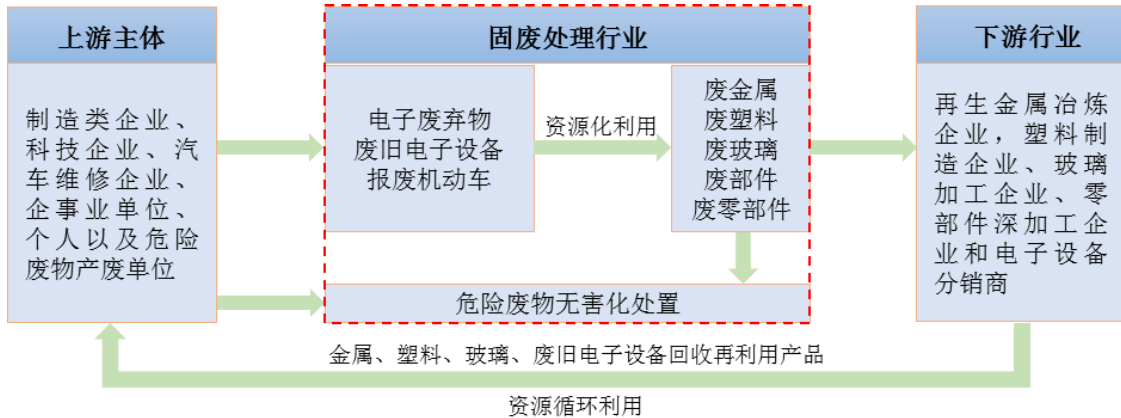 上游主体
制造类企业、
科技企业、汽
车维修企业、
企事业单位、
个人以及危险
废物产废单位
固废处理行业
电子废弃物
废旧电子设备
报废机动车
资源化利用
废金属
废塑料
废玻璃
废部件
废零部件
危险废物无害化处置
下游行业
再生金属冶炼
企业，塑料制
造企业、玻璃
加工企业、零
部件深加工企
业和电子设备
分销商
金属、塑料、玻璃、废旧电子设备回收再利用产品
资源循环利用